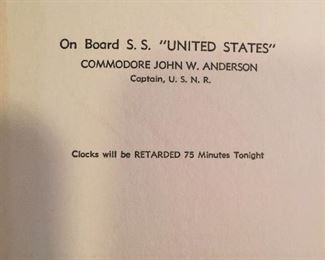 On Board S. S. "UNITED STATES"
COMMODORE JOHN W. ANDERSON
Captain, U. S. N. R.
Clocks will be RETARDED 75 Minutes Tonight